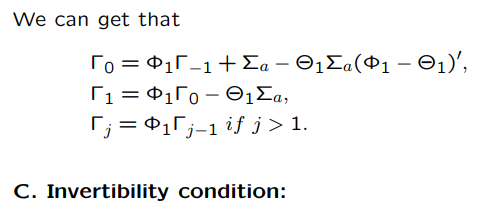 We can get that
Γ₀ = Φ₁Γ₋₁ + Σₐ − Θ₁Σₐ(Φ₁ − Θ₁)′,
Γ₁ = Φ₁Γ₀ − Θ₁Σₐ,
Γⱼ = Φ₁Γⱼ₋₁ if j > 1.
C. Invertibility condition: